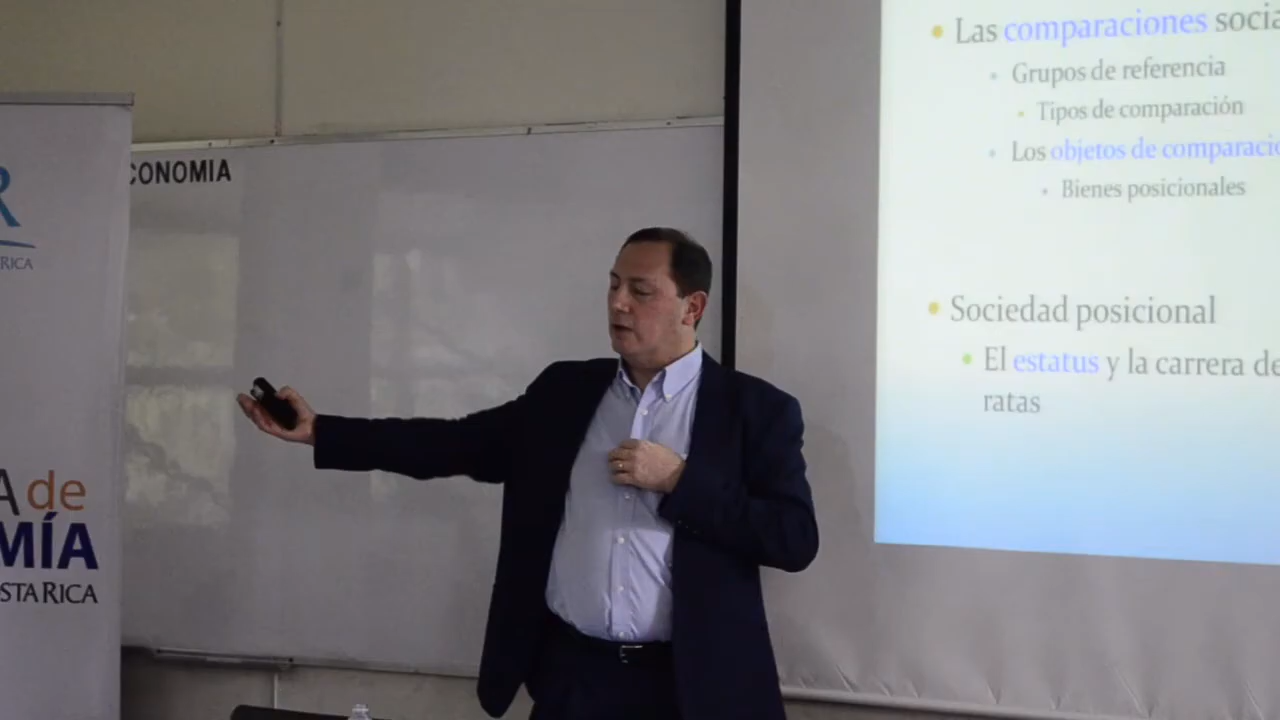 R
RICA
A de
MÍA
STA RICA
CONOMIA
Las comparaciones socia
Grupos de referencia
Tipos de comparación
Los objetos de comparacio
Bienes posicionales
Sociedad posicional
El estatus y la carrera de
ratas